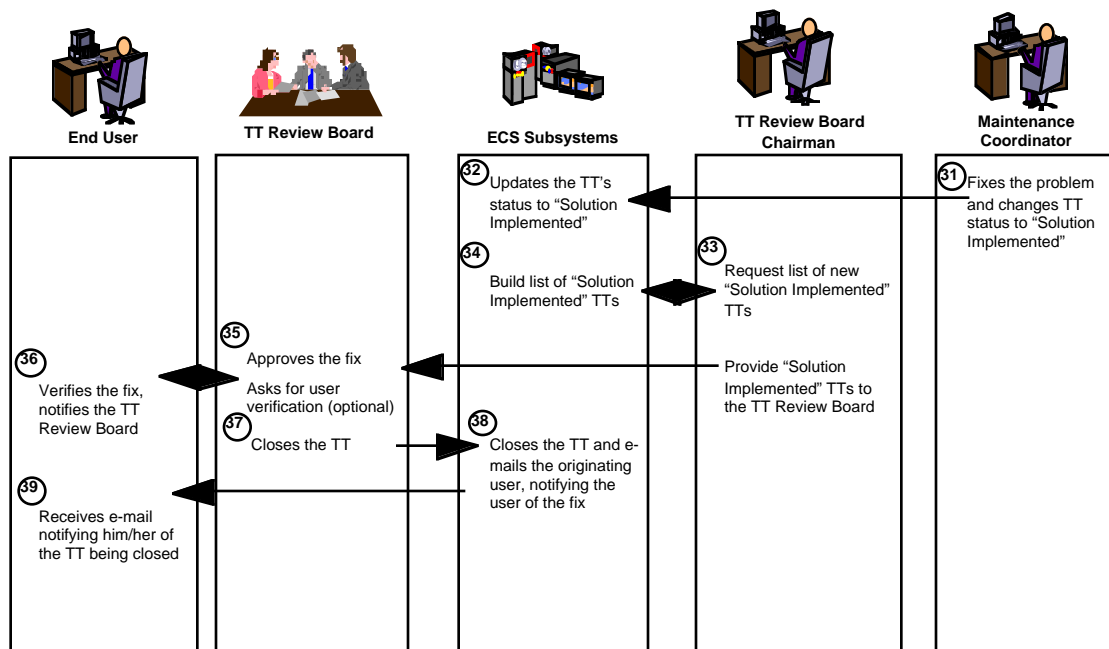 End User
TT Review Board
ECS Subsystems
TT Review Board
Chairman
Maintenance
Coordinator
31
Fixes the problem
and changes TT
status to “Solution
Implemented”
32
Updates the TT’s
status to “Solution
Implemented”
33
Request list of new
“Solution Implemented”
TTs
34
Build list of “Solution
Implemented” TTs
Provide “Solution
Implemented” TTs to
the TT Review Board
35
Approves the fix
Asks for user
verification (optional)
36
Verifies the fix,
notifies the TT
Review Board
37
Closes the TT
38
Closes the TT and e-
mails the originating
user, notifying the
user of the fix
39
Receives e-mail
notifying him/her of
the TT being closed